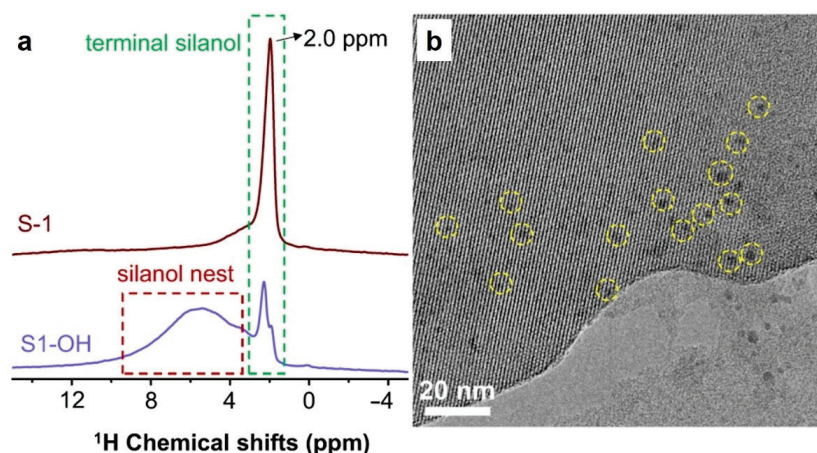 a
terminal silanol
2.0 ppm
S-1
silanol nest
S1-OH
12 8 4 0 −4
¹H Chemical shifts (ppm)
b
20 nm